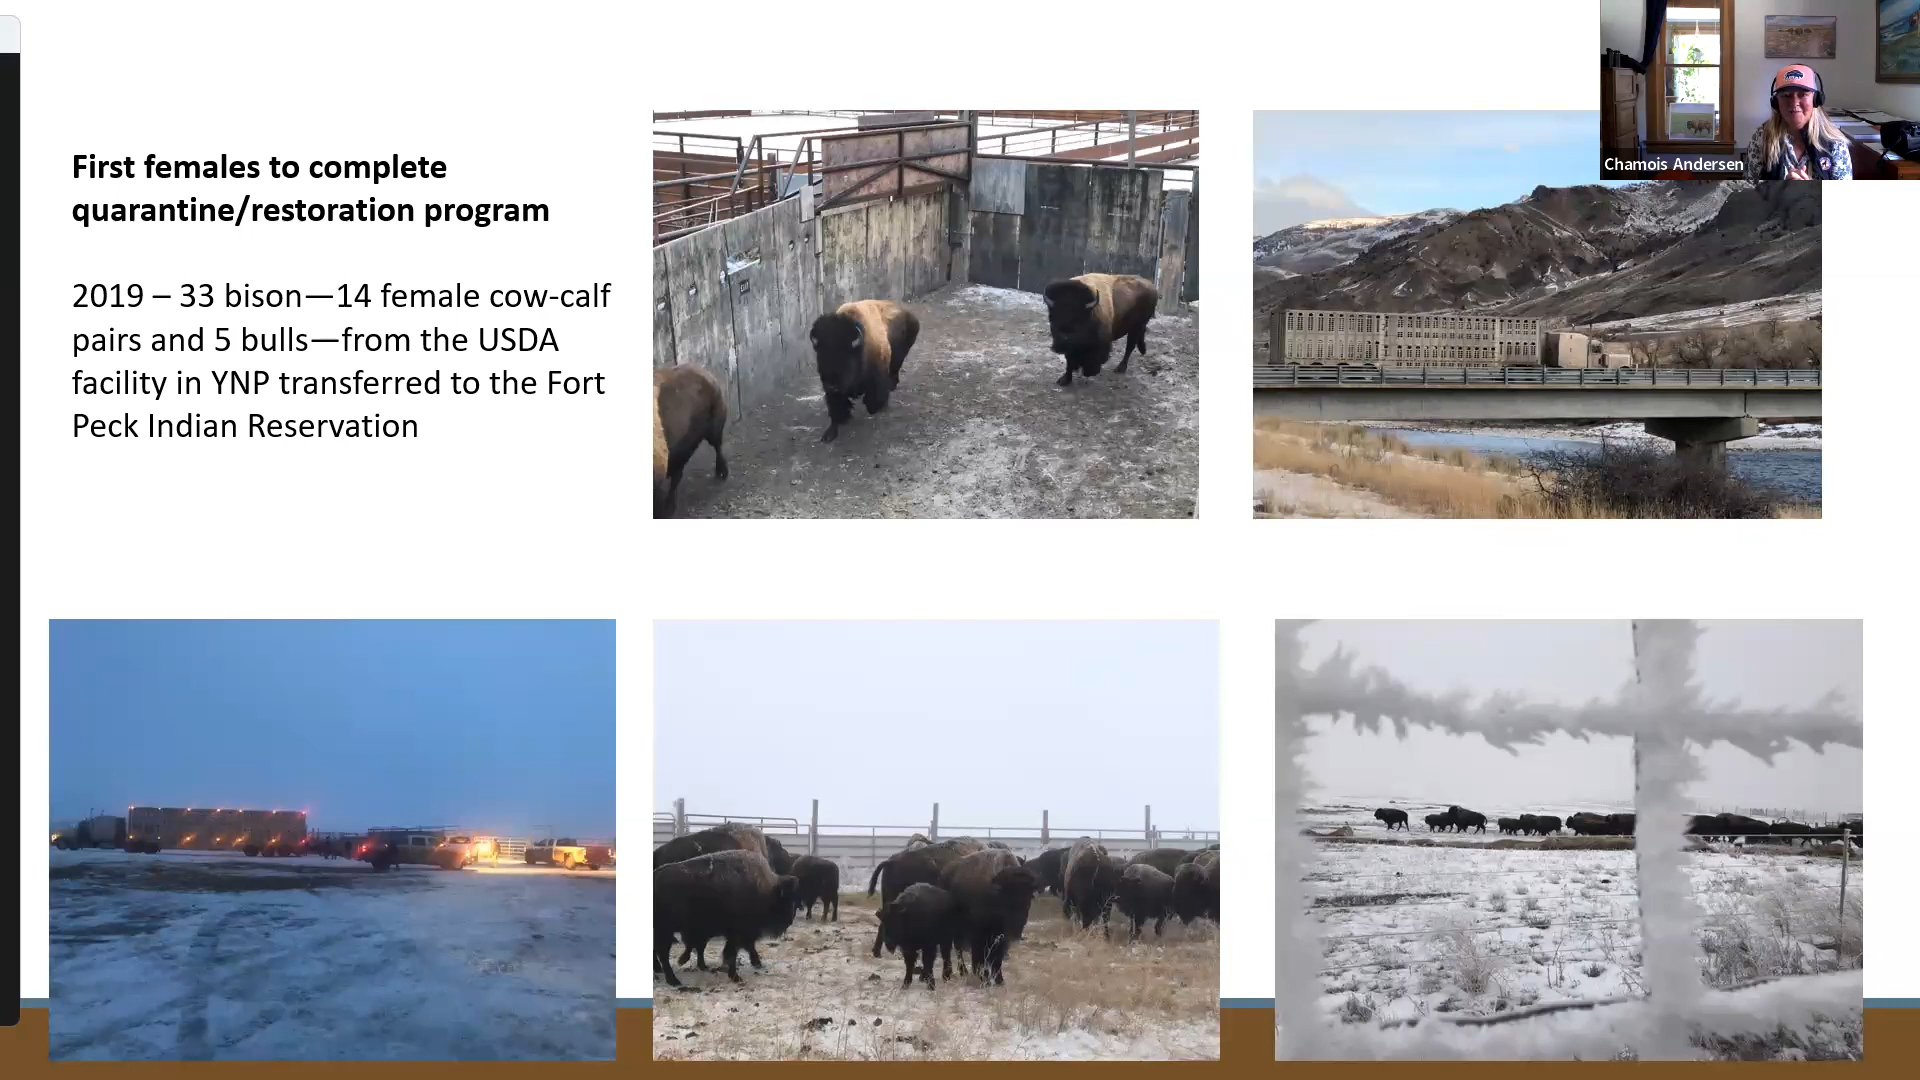 First females to complete
quarantine/restoration program
2019 – 33 bison—14 female cow-calf
pairs and 5 bulls—from the USDA
facility in YNP transferred to the Fort
Peck Indian Reservation
Chamois Andersen